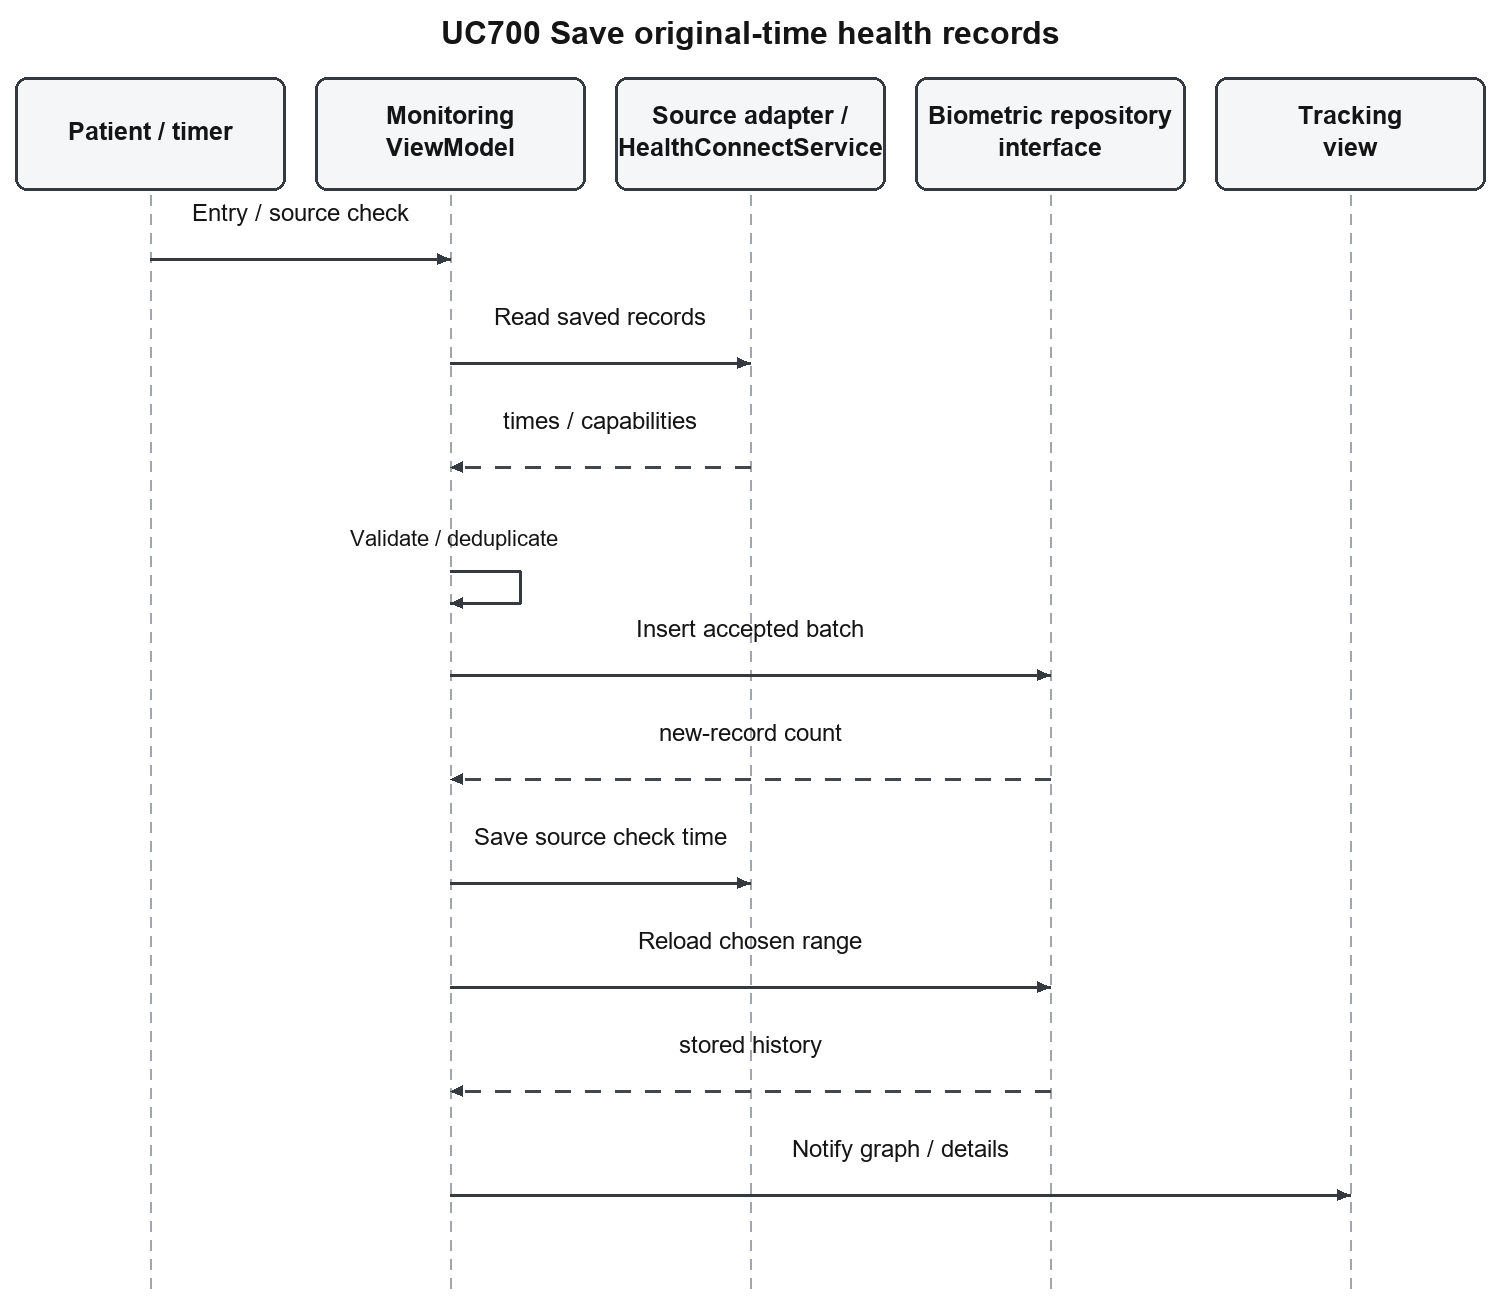 UC700 Save original-time health records
Patient / timer
Monitoring
ViewModel
Source adapter /
HealthConnectService
Biometric repository
interface
Tracking
view
Entry / source check
Read saved records
times / capabilities
Validate / deduplicate
Insert accepted batch
new-record count
Save source check time
Reload chosen range
stored history
Notify graph / details